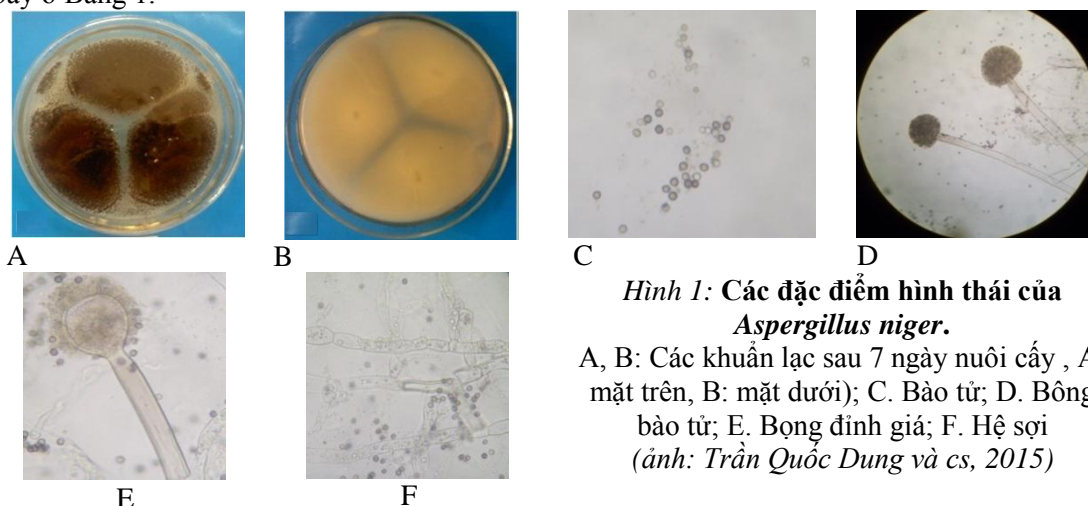 A
B
C
D
Hình 1: Các đặc điểm hình thái của
Aspergillus niger.
A, B: Các khuẩn lạc sau 7 ngày nuôi cấy , A
mặt trên, B: mặt dưới); C. Bào tử; D. Bông
bào tử; E. Bọng đỉnh giá; F. Hệ sợi
(ảnh: Trần Quốc Dung và cs, 2015)
E
F